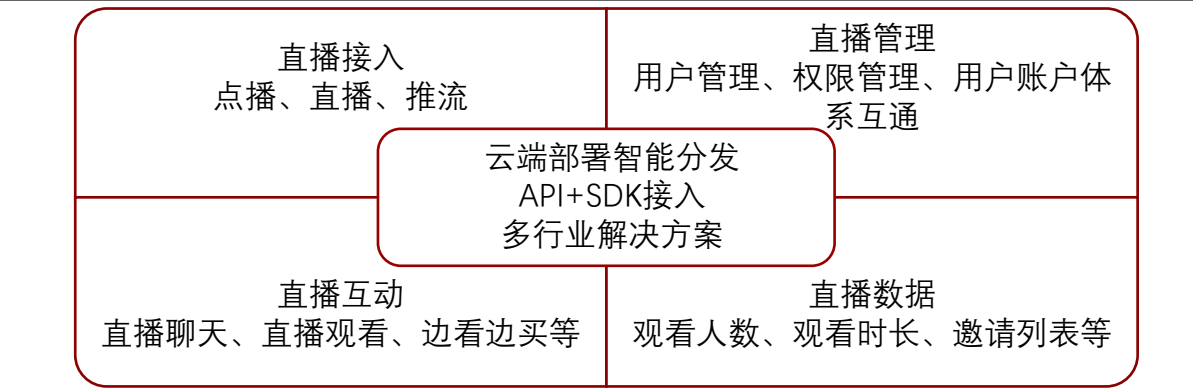 直播接入
点播、直播、推流
直播管理
用户管理、权限管理、用户账户体
系互通
云端部署智能分发
API+SDK接入
多行业解决方案
直播互动
直播聊天、直播观看、边看边买等
直播数据
观看人数、观看时长、邀请列表等